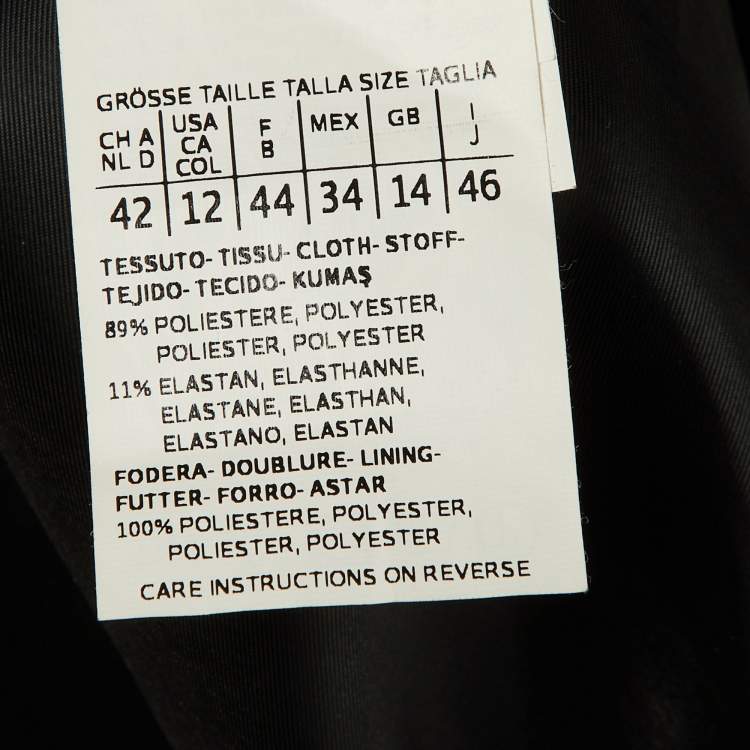 GRÖSSE TAILLE TALLA SIZE TAGLIA
CH A NL D | USA CA COL | F B | MEX | GB | I J
42 | 12 | 44 | 34 | 14 | 46
TESSUTO- TISSU- CLOTH- STOFF-
TEJIDO- TECIDO- KUMAŞ
89% POLIESTERE, POLYESTER,
POLIESTER, POLYESTER
11% ELASTAN, ELASTHANNE,
ELASTANE, ELASTHAN,
ELASTANO, ELASTAN
FODERA- DOUBLURE- LINING-
FUTTER- FORRO- ASTAR
100% POLIESTERE, POLYESTER,
POLIESTER, POLYESTER
CARE INSTRUCTIONS ON REVERSE